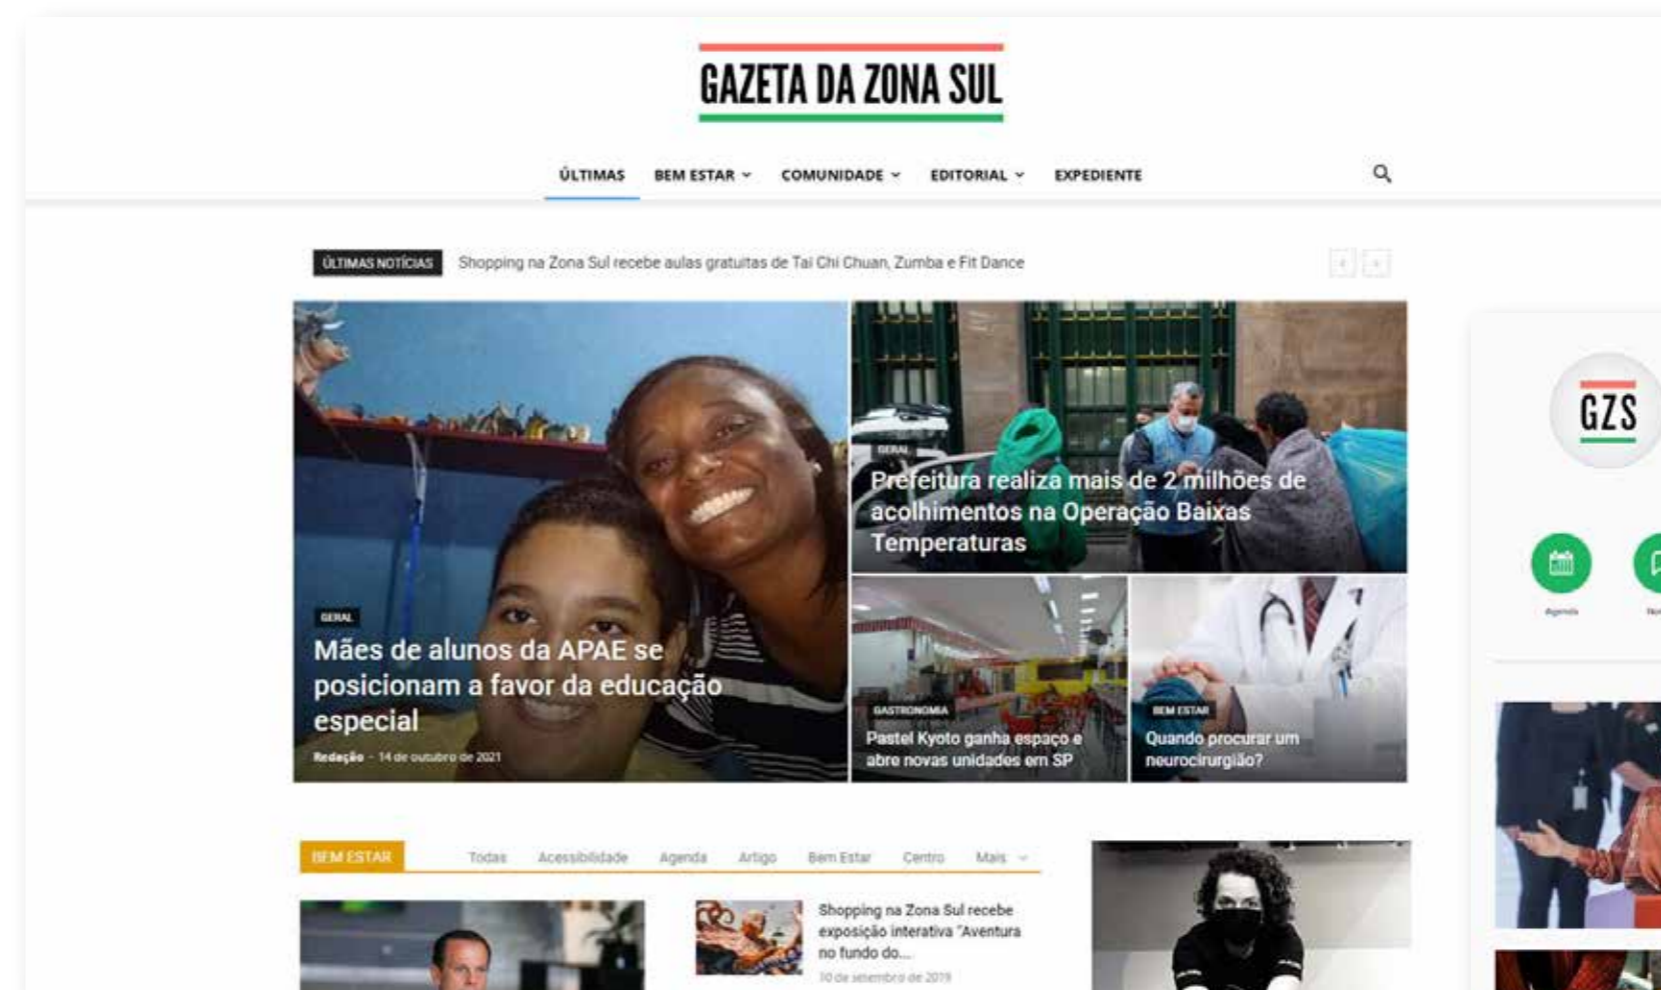 GAZETA DA ZONA SUL
ÚLTIMAS BEM ESTAR COMUNIDADE EDITORIAL EXPEDIENTE
ÚLTIMAS NOTÍCIAS Shopping na Zona Sul recebe aulas gratuitas de Tai Chi Chuan, Zumba e Fit Dance
GERAL
Mães de alunos da APAE se
posicionam a favor da educação
especial
Redação - 14 de outubro de 2021
GERAL
Prefeitura realiza mais de 2 milhões de
acolhimentos na Operação Baixas
Temperaturas
GASTRONOMIA
Pastel Kyoto ganha espaço e
abre novas unidades em SP
BEM ESTAR
Quando procurar um
neurocirurgião?
GZS
Agenda
BEM ESTAR Todas Acessibilidade Agenda Artigo Bem Estar Centro Mais
Shopping na Zona Sul recebe
exposição interativa "Aventura
no fundo do...
10 de setembro de 2019